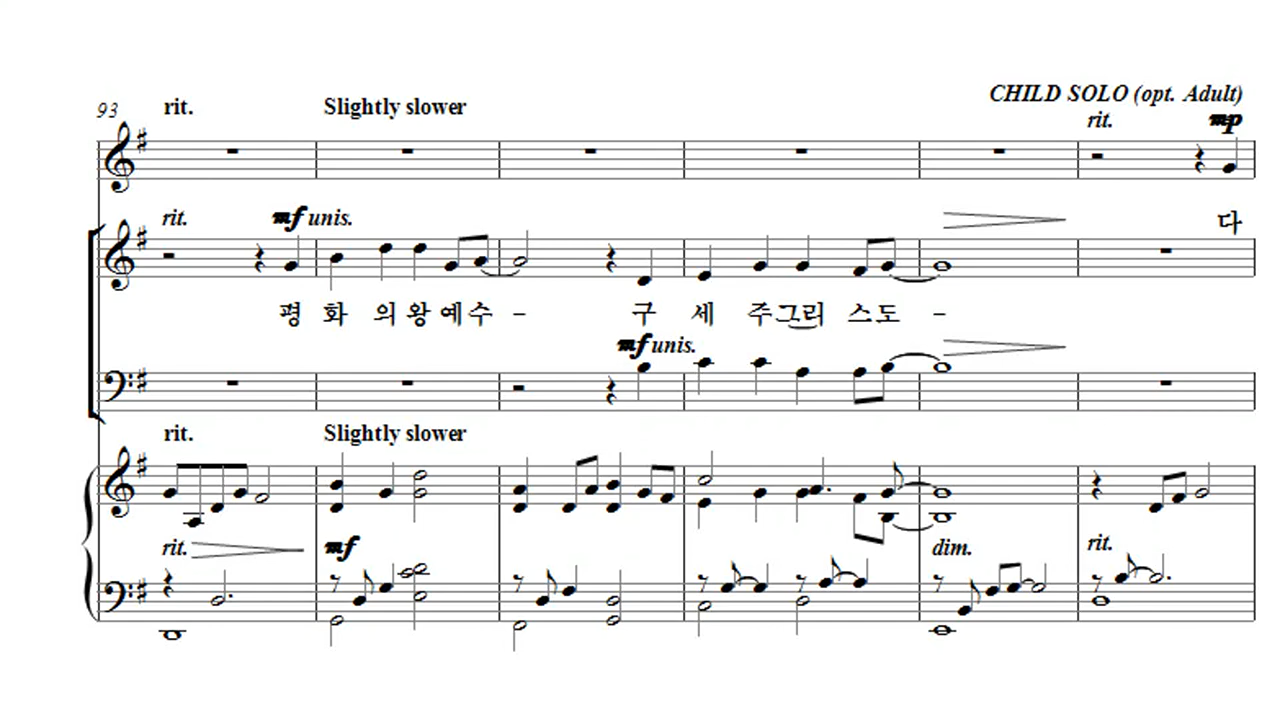 CHILD SOLO (opt. Adult)
93 rit. Slightly slower rit. mp
rit. mf unis. 다
평 화 의 왕 예 수 - 구 세 주 그 리 스 도 -
mf unis.
rit. Slightly slower
rit. mf dim. rit.